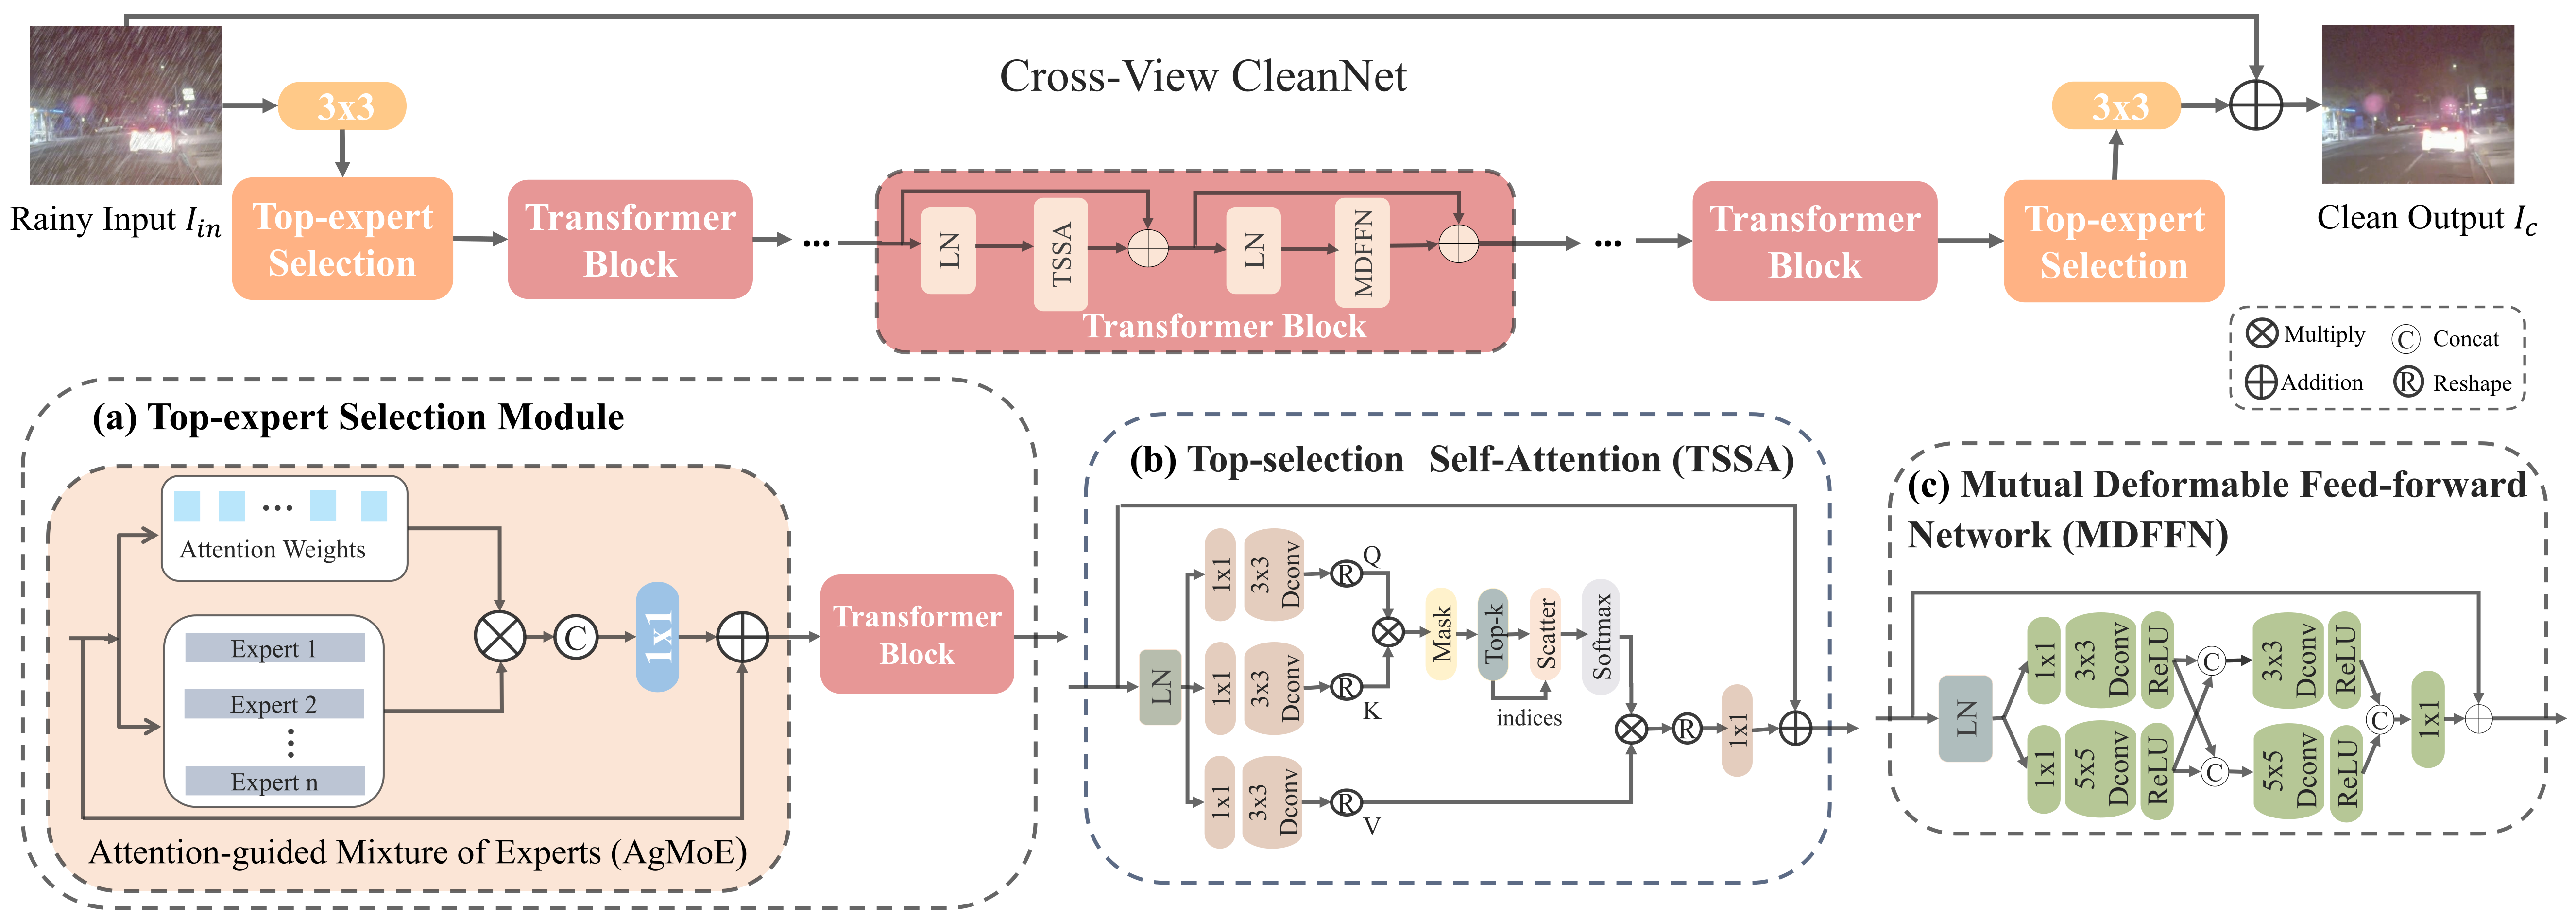 Cross-View CleanNet
3x3
3x3
Rainy Input I_in
Top-expert
Selection
Transformer
Block
...
LN
TSSA
LN
MDFFN
Transformer Block
...
Transformer
Block
Top-expert
Selection
Clean Output I_c
Multiply
C Concat
Addition
R Reshape
(a) Top-expert Selection Module
...
Attention Weights
Expert 1
Expert 2
Expert n
C
1x1
Transformer
Block
Attention-guided Mixture of Experts (AgMoE)
(b) Top-selection Self-Attention (TSSA)
LN
1x1
3x3
Dconv
R
Q
1x1
3x3
Dconv
R
K
1x1
3x3
Dconv
R
V
Mask
Top-k
Scatter
Softmax
indices
R
1x1
(c) Mutual Deformable Feed-forward
Network (MDFFN)
LN
1x1
3x3
Dconv
ReLU
C
3x3
Dconv
ReLU
1x1
5x5
Dconv
ReLU
C
5x5
Dconv
ReLU
C
1x1